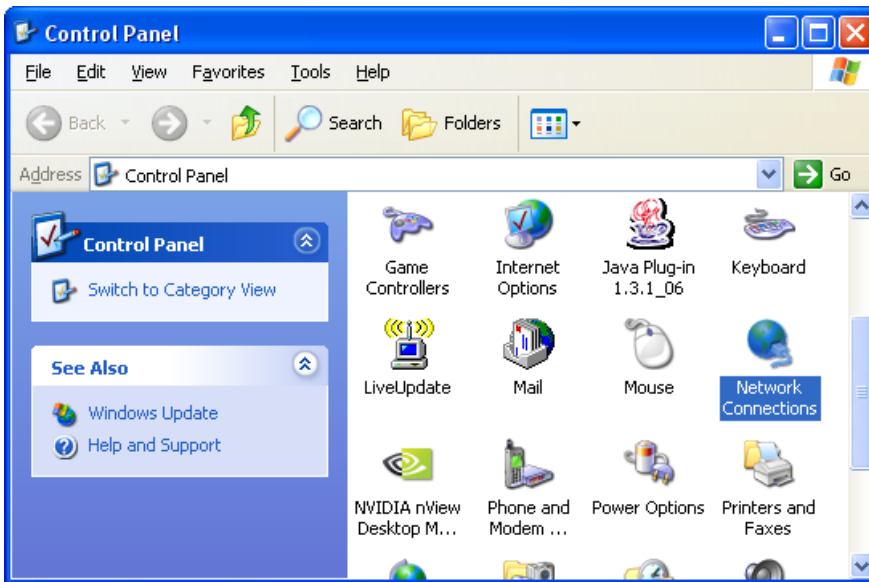 Control Panel
File Edit View Favorites Tools Help
Back Search Folders
Address Control Panel Go
Control Panel
Switch to Category View
See Also
Windows Update
Help and Support
Game
Controllers
Internet
Options
Java Plug-in
1.3.1_06
Keyboard
LiveUpdate
Mail
Mouse
Network
Connections
NVIDIA nView
Desktop M...
Phone and
Modem ...
Power Options
Printers and
Faxes